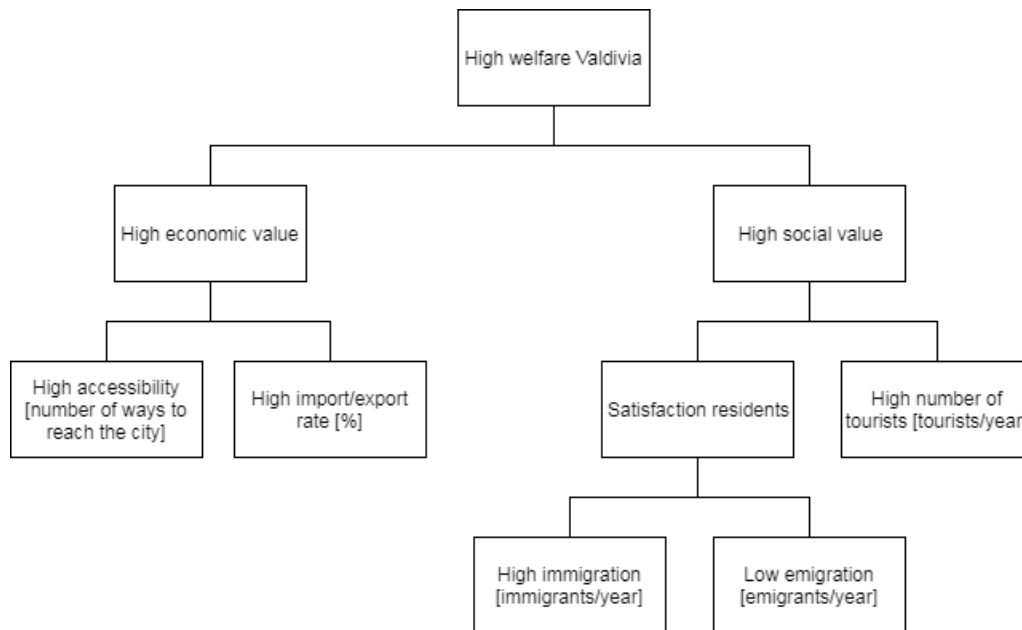 High welfare Valdivia
High economic value
High social value
High accessibility
[number of ways to
reach the city]
High import/export
rate [%]
Satisfaction residents
High number of
tourists [tourists/year
High immigration
[immigrants/year]
Low emigration
[emigrants/year]